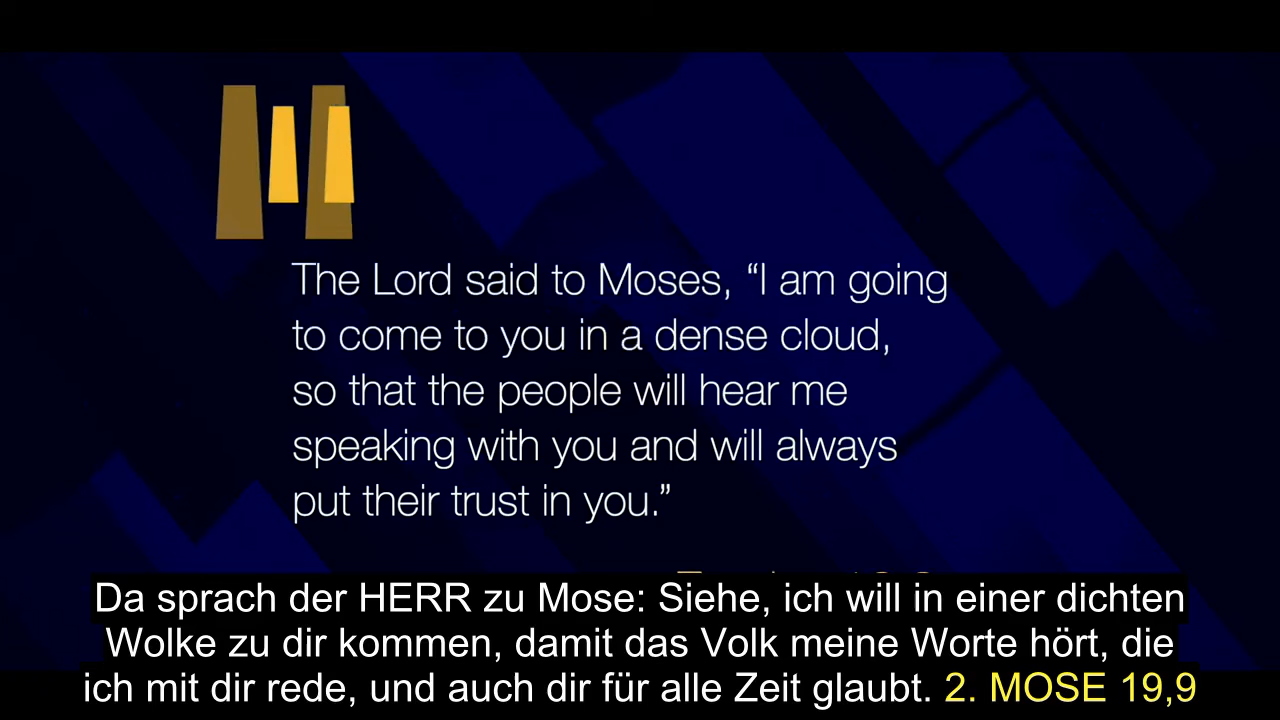 The Lord said to Moses, “I am going
to come to you in a dense cloud,
so that the people will hear me
speaking with you and will always
put their trust in you.”
Da sprach der HERR zu Mose: Siehe, ich will in einer dichten
Wolke zu dir kommen, damit das Volk meine Worte hört, die
ich mit dir rede, und auch dir für alle Zeit glaubt. 2. MOSE 19,9